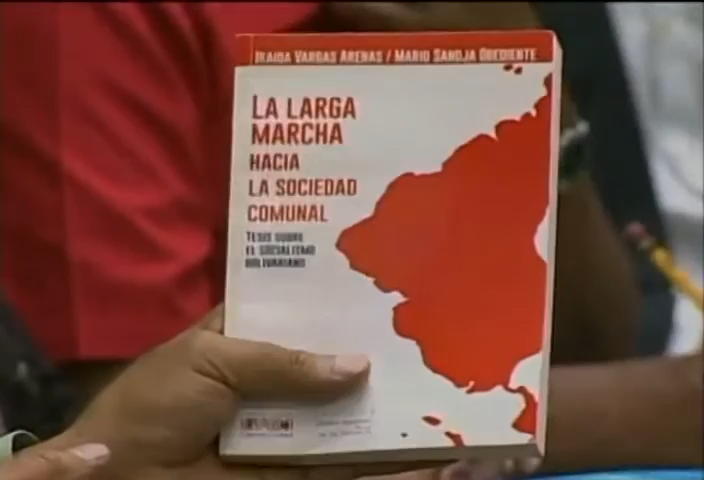 IRAIDA VARGAS ARENAS / MARIO SANOJA OBEDIENTE
LA LARGA
MARCHA
HACIA
LA SOCIEDAD
COMUNAL
TESIS SOBRE
EL SOCIALISMO
BOLIVARIANO